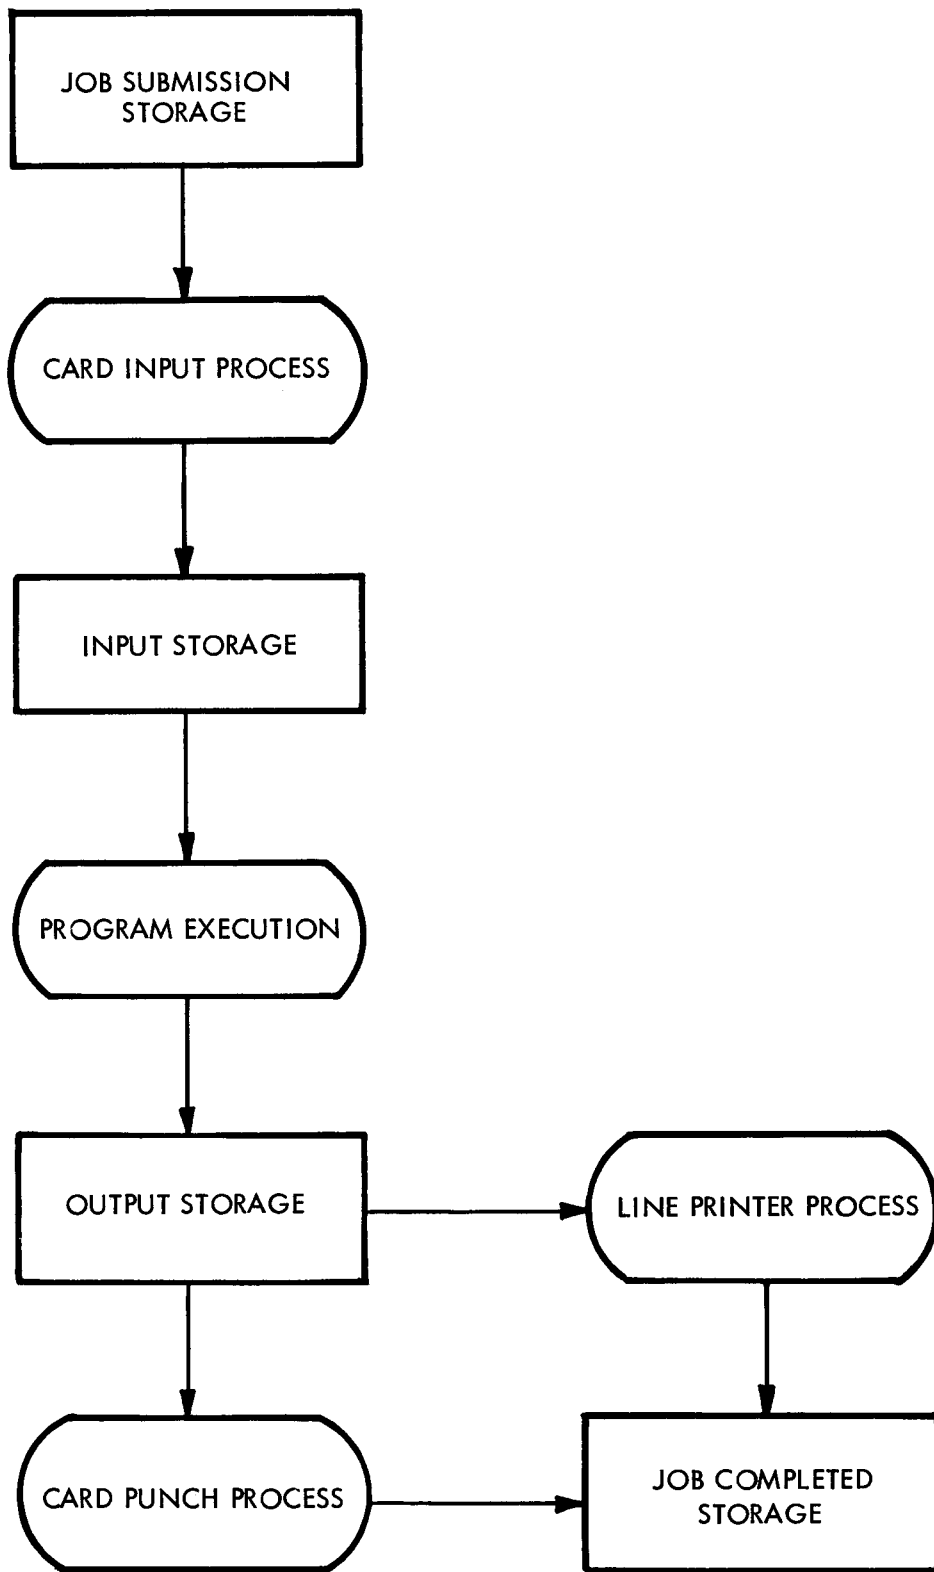 JOB SUBMISSION
STORAGE
CARD INPUT PROCESS
INPUT STORAGE
PROGRAM EXECUTION
OUTPUT STORAGE
LINE PRINTER PROCESS
CARD PUNCH PROCESS
JOB COMPLETED
STORAGE